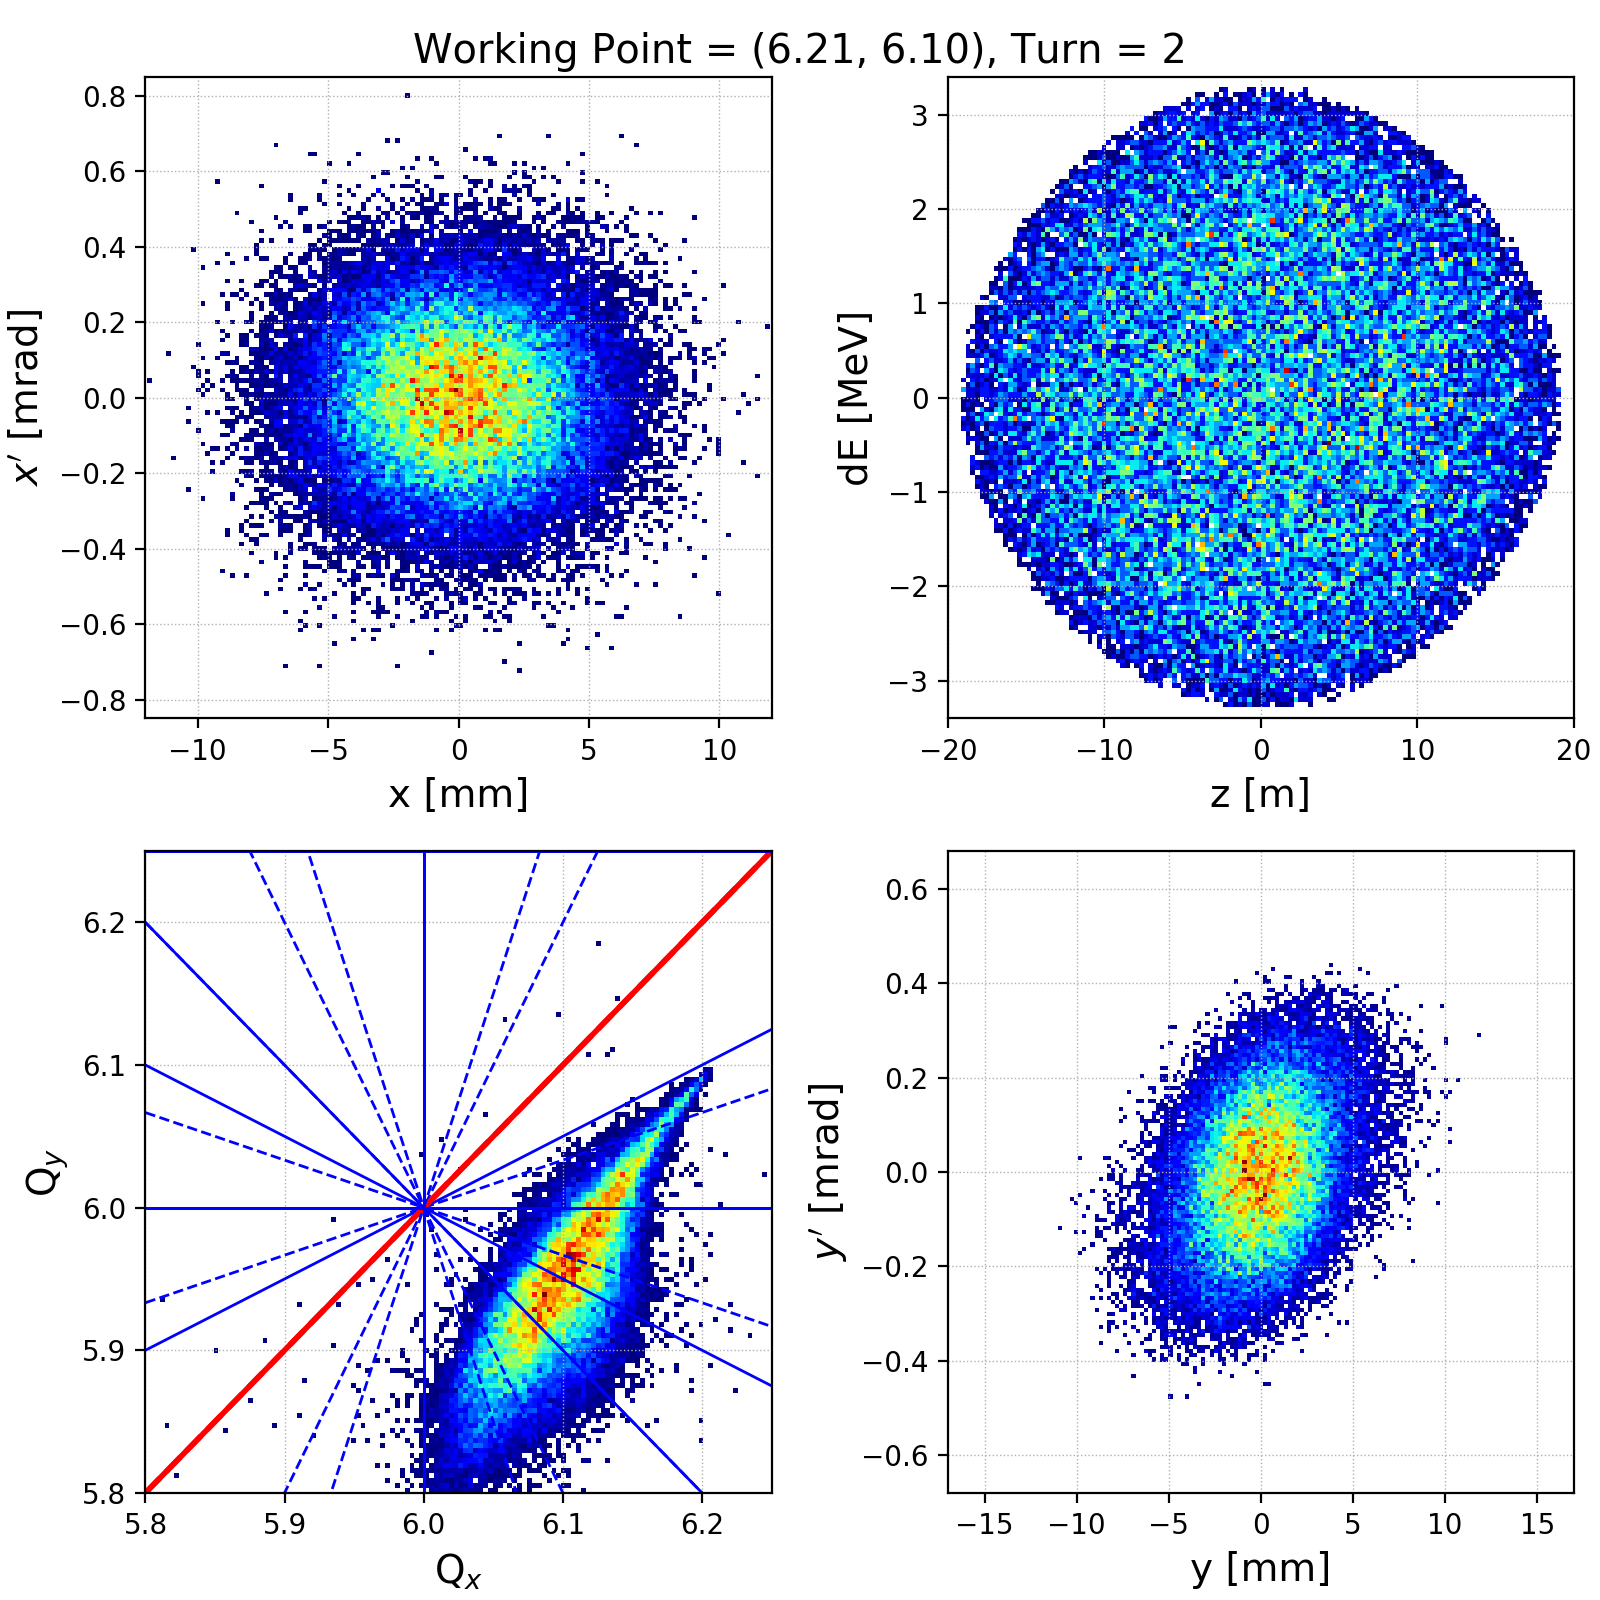 Working Point = (6.21, 6.10), Turn = 2
0.8
0.6
0.4
0.2
0.0
−0.2
−0.4
−0.6
−0.8
x′ [mrad]
−10 −5 0 5 10
x [mm]
3
2
1
0
−1
−2
−3
dE [MeV]
−20 −10 0 10 20
z [m]
6.2
6.1
6.0
5.9
5.8
Qy
5.8 5.9 6.0 6.1 6.2
Qx
0.6
0.4
0.2
0.0
−0.2
−0.4
−0.6
y′ [mrad]
−15 −10 −5 0 5 10 15
y [mm]